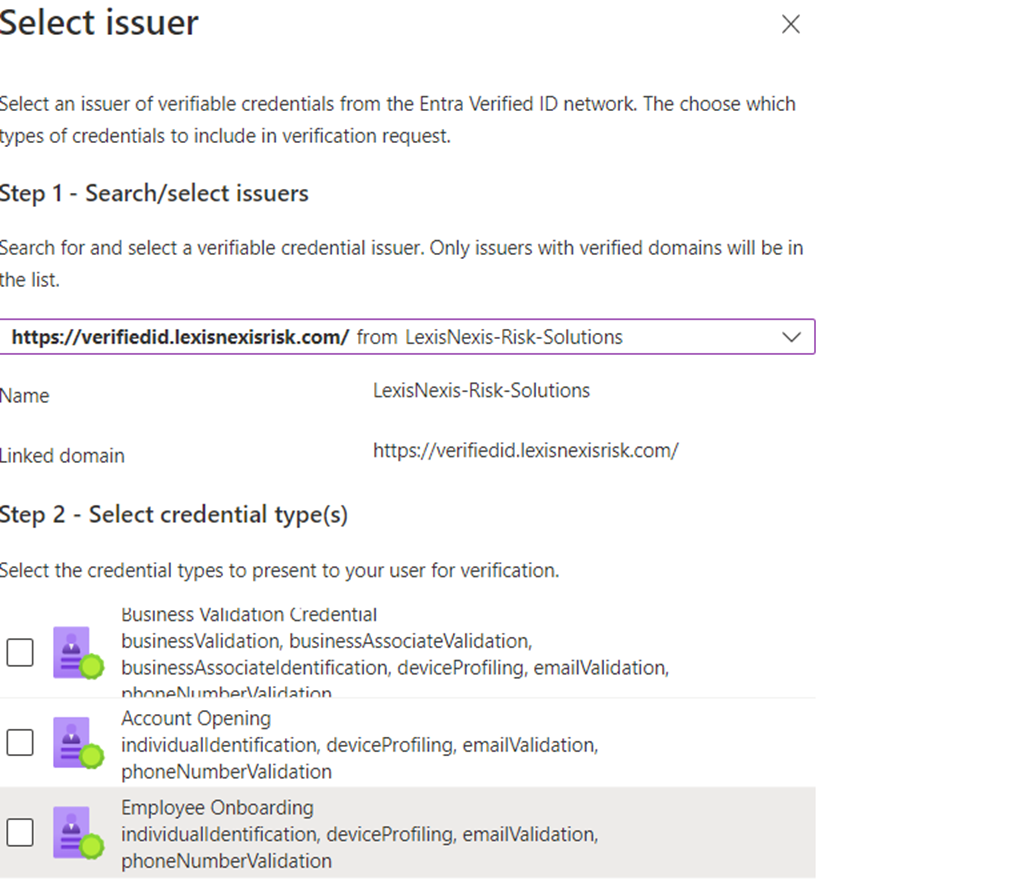 Select issuer
Select an issuer of verifiable credentials from the Entra Verified ID network. The choose which
types of credentials to include in verification request.
Step 1 - Search/select issuers
Search for and select a verifiable credential issuer. Only issuers with verified domains will be in
the list.
https://verifiedid.lexisnexisrisk.com/ from LexisNexis-Risk-Solutions
Name LexisNexis-Risk-Solutions
Linked domain https://verifiedid.lexisnexisrisk.com/
Step 2 - Select credential type(s)
Select the credential types to present to your user for verification.
Business Validation Credential
businessValidation, businessAssociateValidation,
businessAssociateIdentification, deviceProfiling, emailValidation,
phoneNumberValidation
Account Opening
individualIdentification, deviceProfiling, emailValidation,
phoneNumberValidation
Employee Onboarding
individualIdentification, deviceProfiling, emailValidation,
phoneNumberValidation